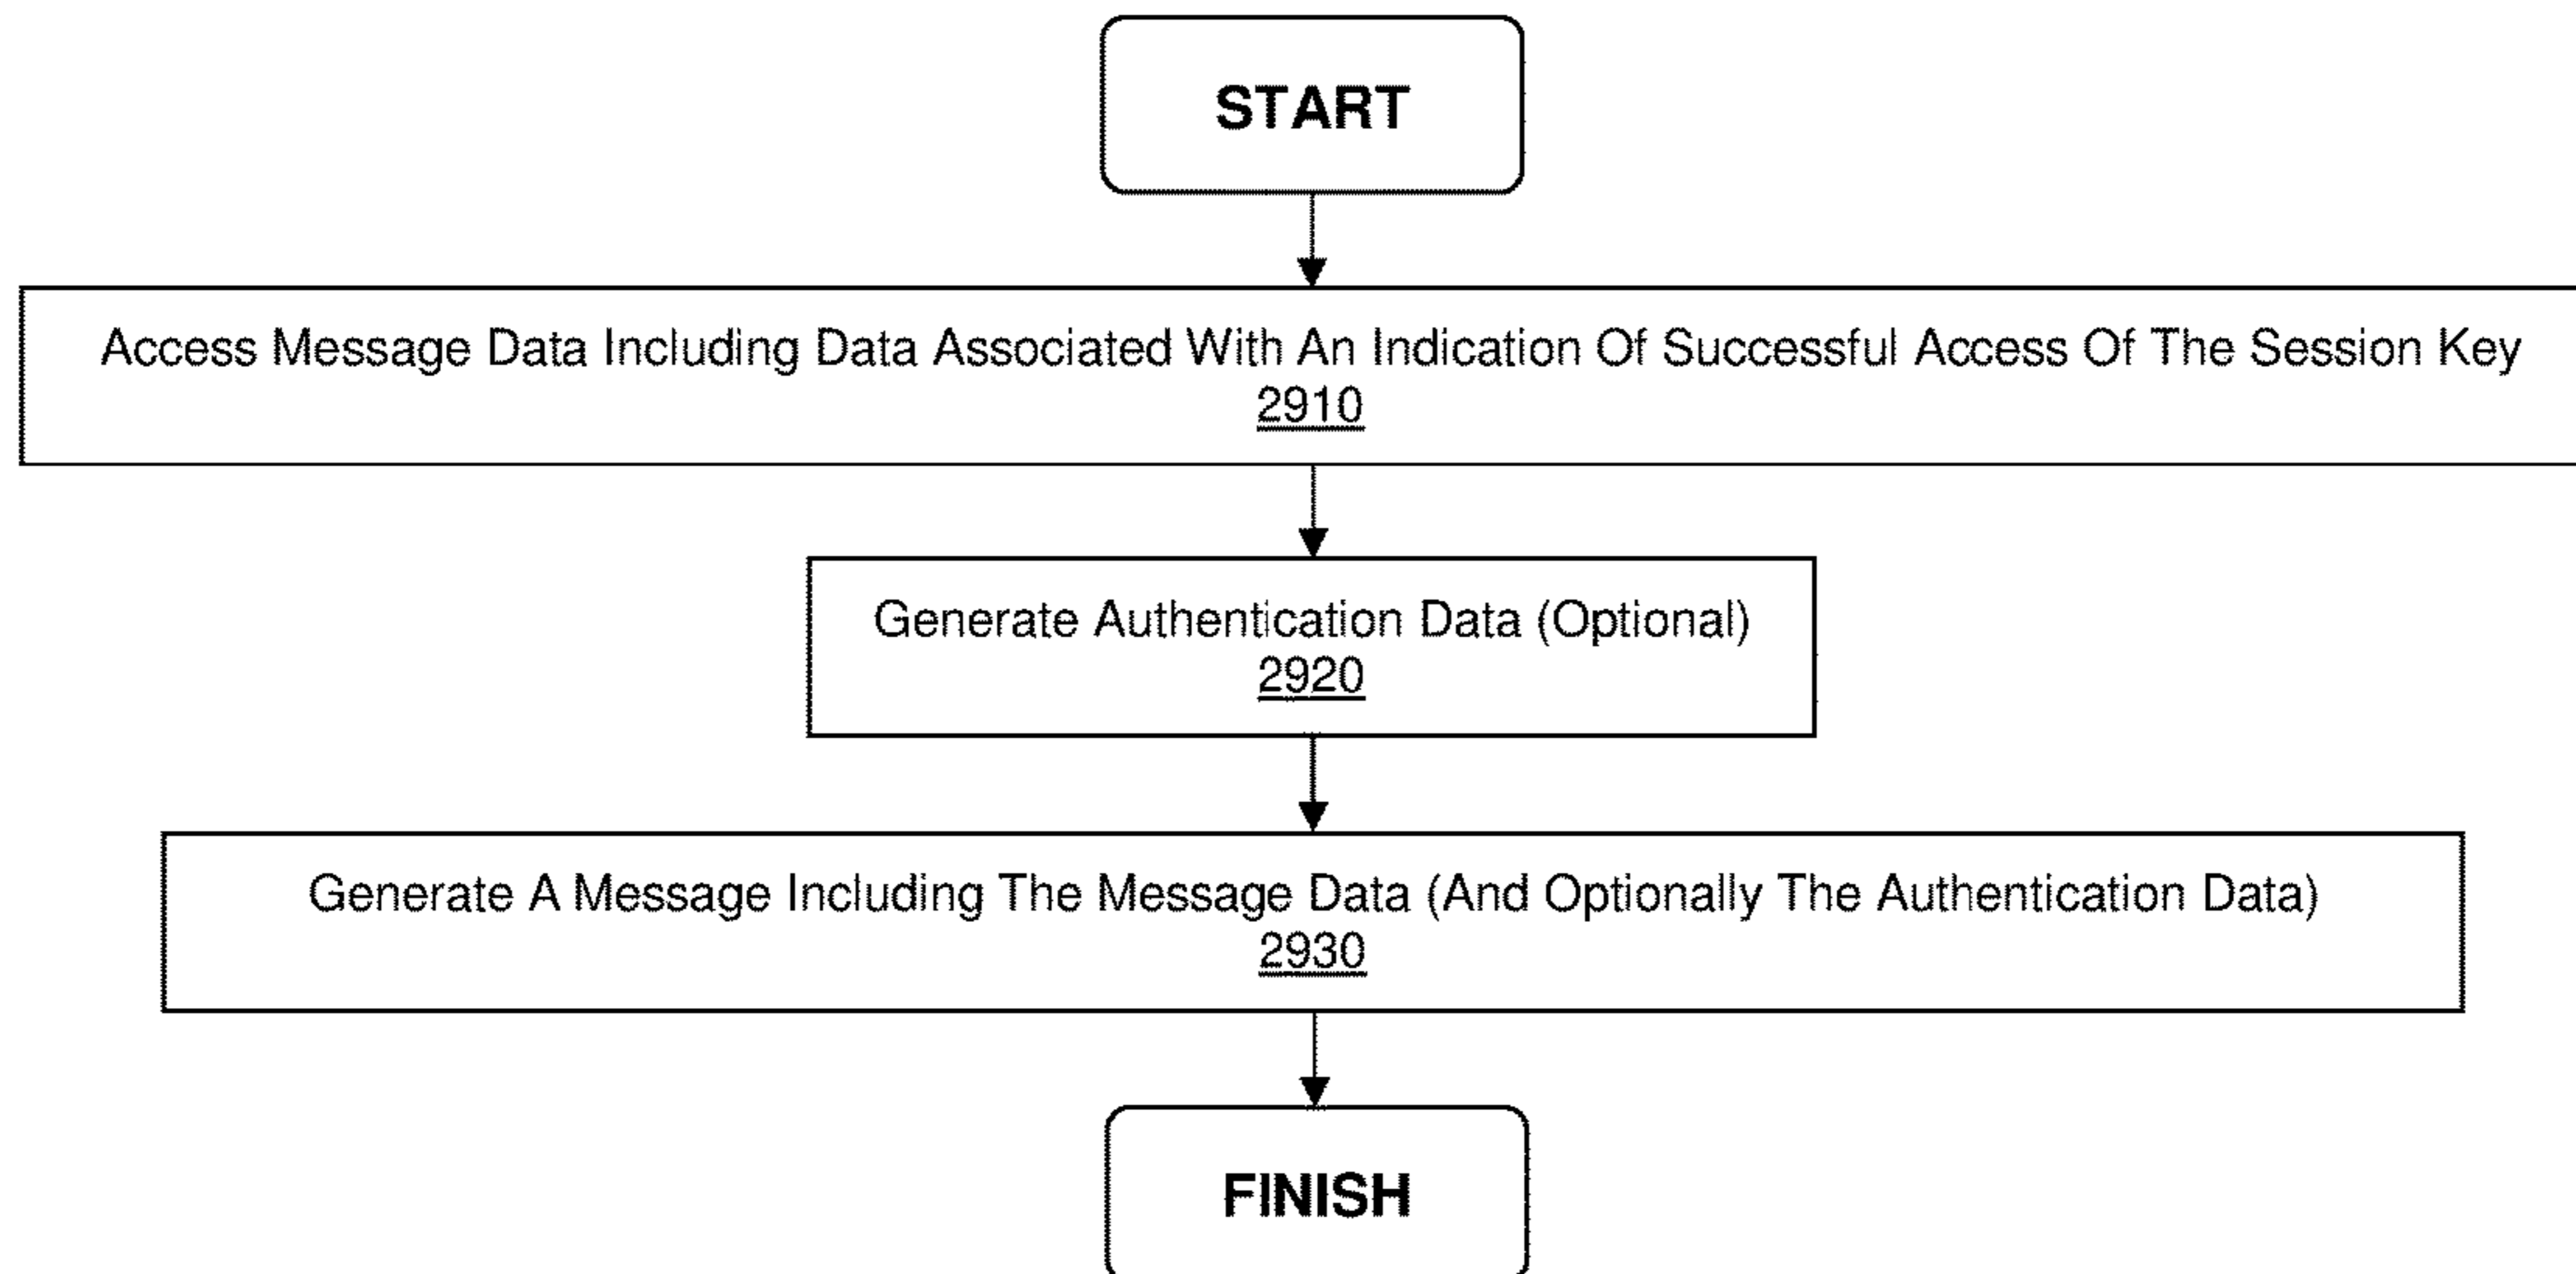 START
Access Message Data Including Data Associated With An Indication Of Successful Access Of The Session Key
2910
Generate Authentication Data (Optional)
2920
Generate A Message Including The Message Data (And Optionally The Authentication Data)
2930
FINISH